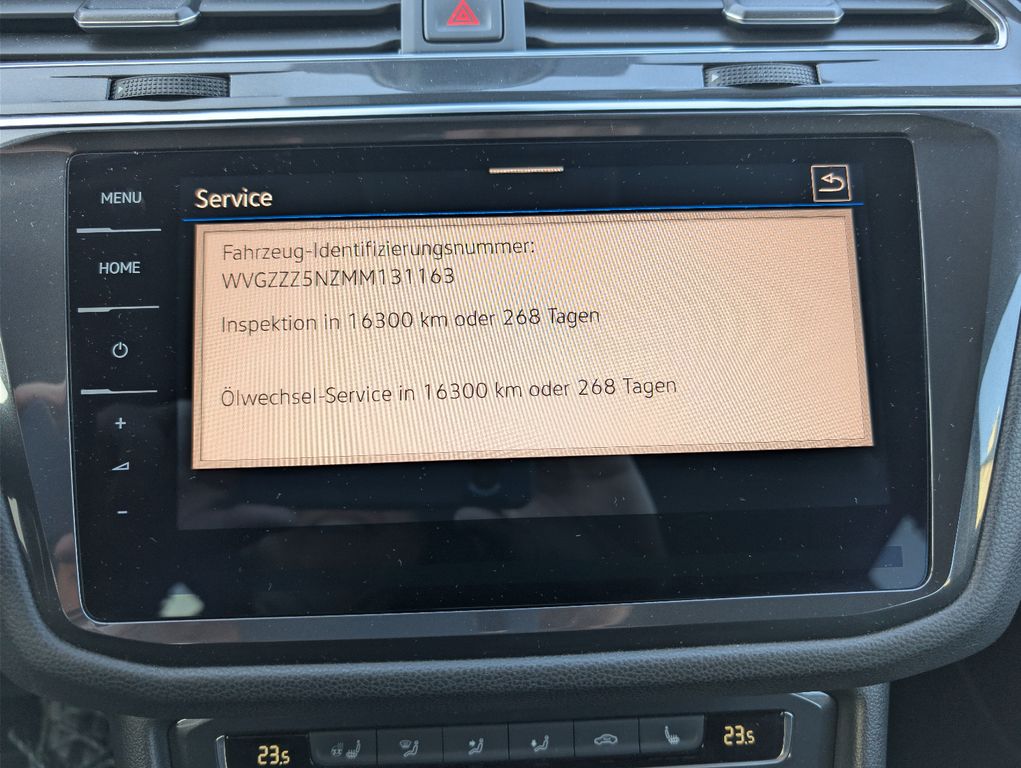 MENU
Service
HOME
Fahrzeug-Identifizierungsnummer:
WVGZZZ5NZMM131163
Inspektion in 16300 km oder 268 Tagen
Ölwechsel-Service in 16300 km oder 268 Tagen
+
-
23.5
23.5